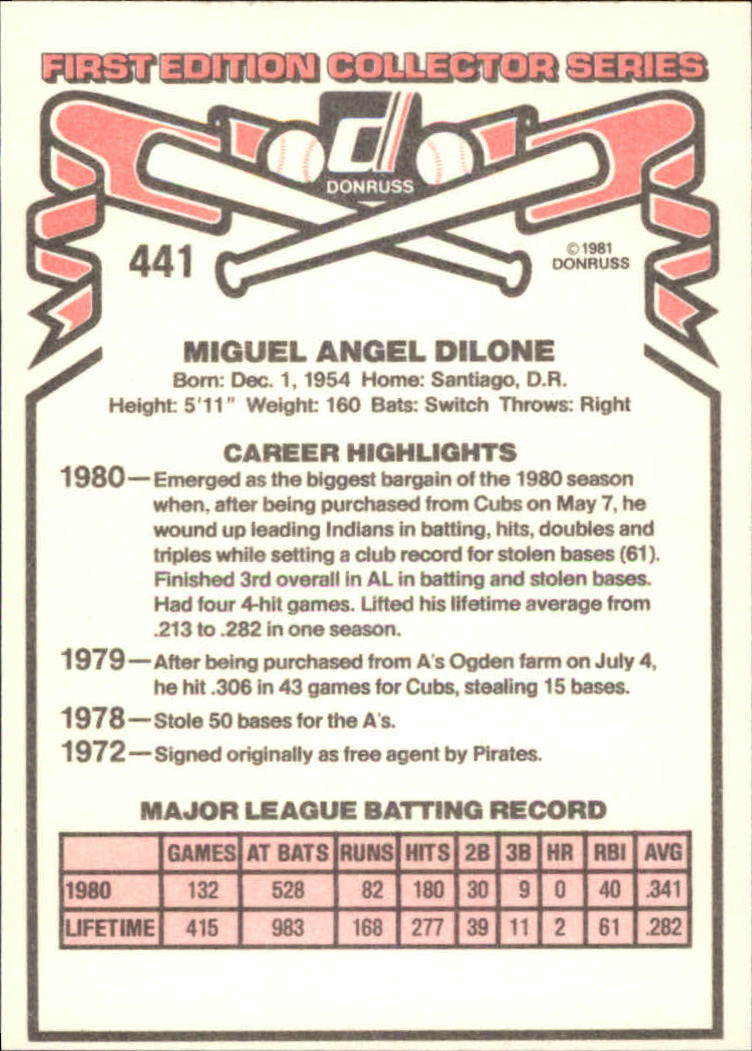 FIRST EDITION COLLECTOR SERIES
d
DONRUSS
441
© 1981
DONRUSS
MIGUEL ANGEL DILONE
Born: Dec. 1, 1954 Home: Santiago, D.R.
Height: 5'11" Weight: 160 Bats: Switch Throws: Right
CAREER HIGHLIGHTS
1980—Emerged as the biggest bargain of the 1980 season
when, after being purchased from Cubs on May 7, he
wound up leading Indians in batting, hits, doubles and
triples while setting a club record for stolen bases (61).
Finished 3rd overall in AL in batting and stolen bases.
Had four 4-hit games. Lifted his lifetime average from
.213 to .282 in one season.
1979—After being purchased from A's Ogden farm on July 4,
he hit .306 in 43 games for Cubs, stealing 15 bases.
1978—Stole 50 bases for the A's.
1972—Signed originally as free agent by Pirates.
MAJOR LEAGUE BATTING RECORD
GAMES AT BATS RUNS HITS 2B 3B HR RBI AVG
1980 132 528 82 180 30 9 0 40 .341
LIFETIME 415 983 168 277 39 11 2 61 .282